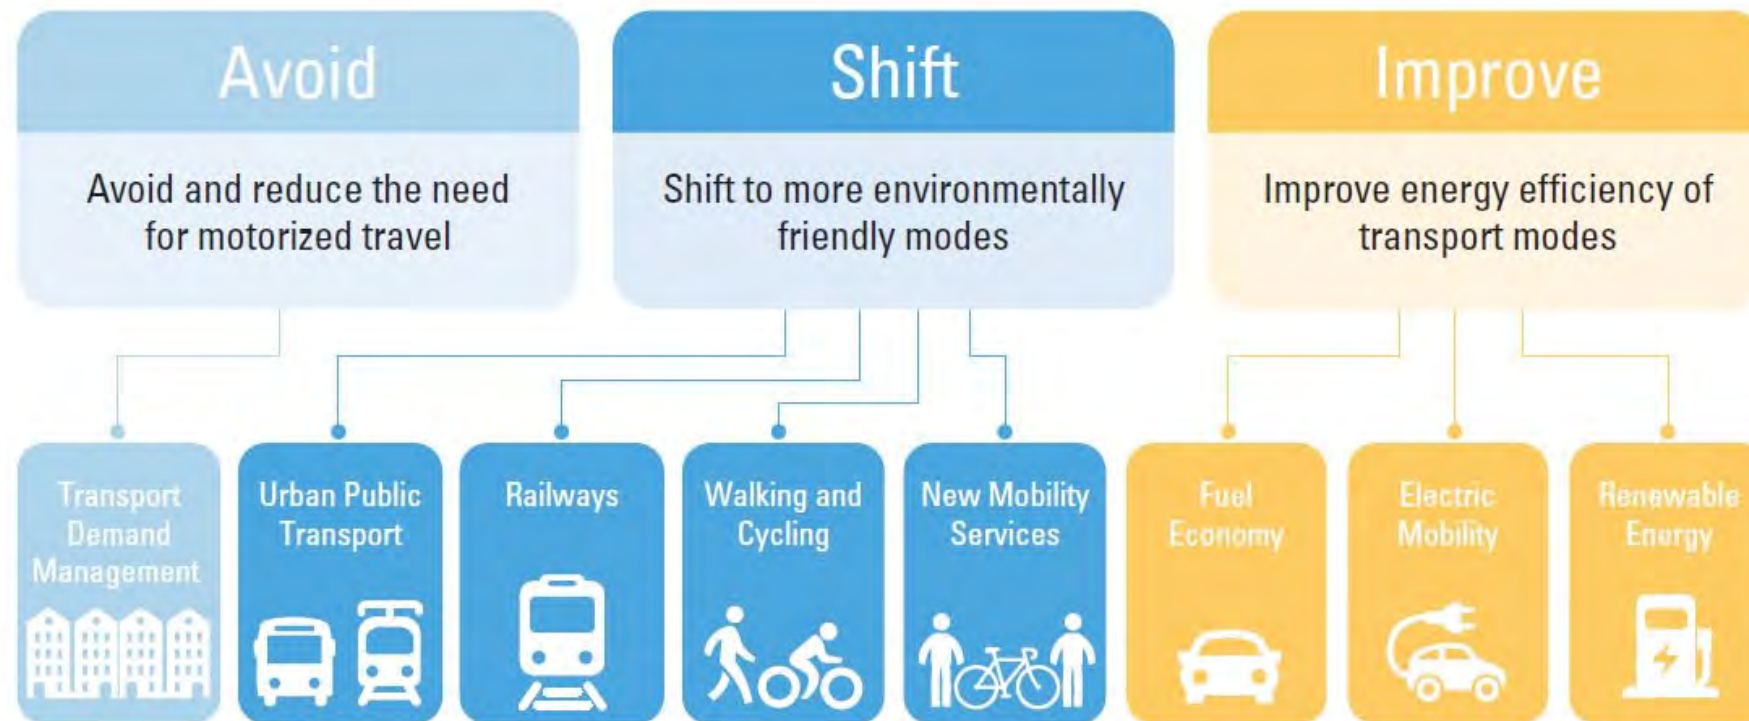 Avoid
Avoid and reduce the need
for motorized travel
Shift
Shift to more environmentally
friendly modes
Improve
Improve energy efficiency of
transport modes
Transport
Demand
Management
Urban Public
Transport
Railways
Walking and
Cycling
New Mobility
Services
Fuel
Economy
Electric
Mobility
Renewable
Energy